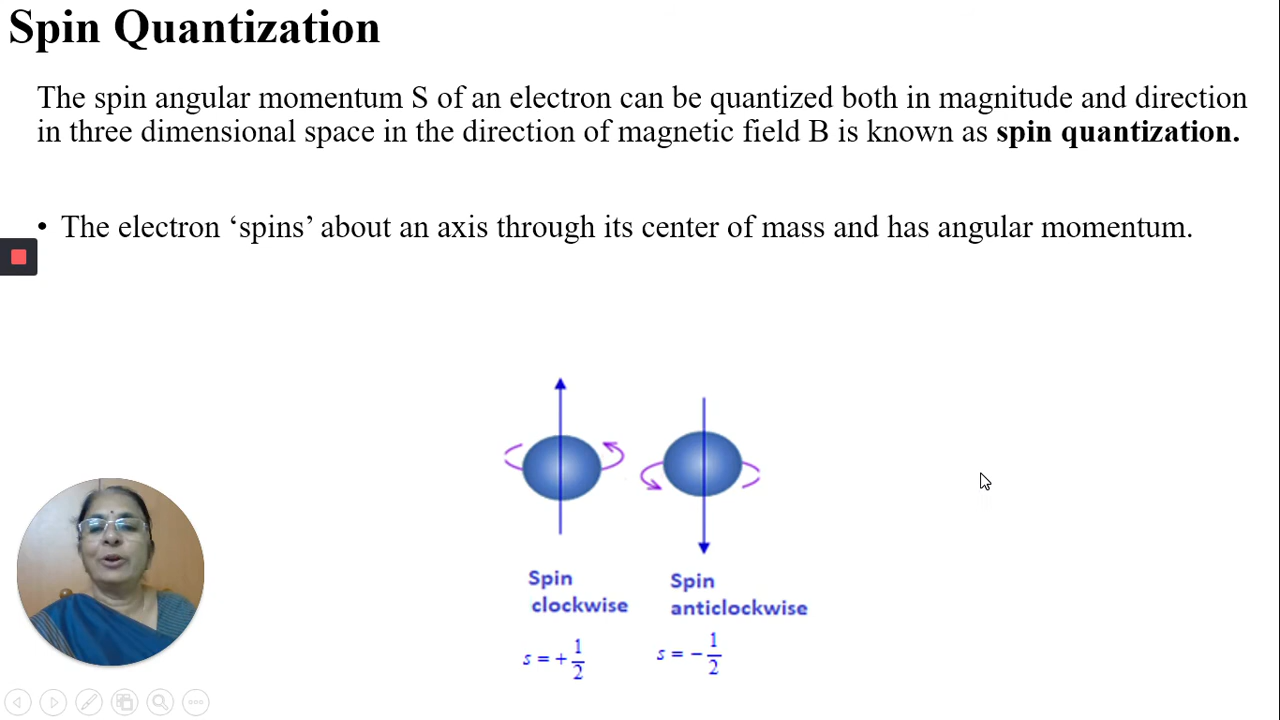 Spin Quantization
The spin angular momentum S of an electron can be quantized both in magnitude and direction
in three dimensional space in the direction of magnetic field B is known as spin quantization.
• The electron ‘spins’ about an axis through its center of mass and has angular momentum.
Spin clockwise
Spin anticlockwise
s = + 1/2
s = - 1/2